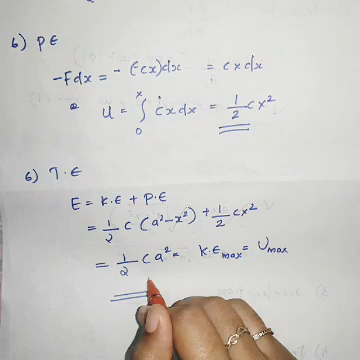 b) P E
-Fdx = - (-cx)dx = cxdx
U = ∫₀ˣ cxdx = 1/2 cx²
6) T.E
E = K.E + P.E
= 1/2 c (a²-x²) + 1/2 cx²
= 1/2 ca² = K.E max = U max